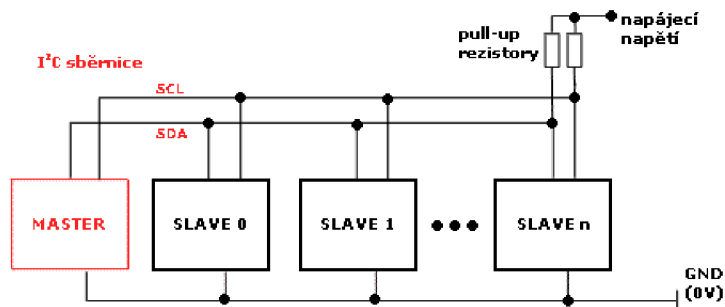 napájecí
napětí
pull-up
rezistory
I²C sběrnice
SCL
SDA
MASTER
SLAVE 0
SLAVE 1
SLAVE n
GND
(0V)